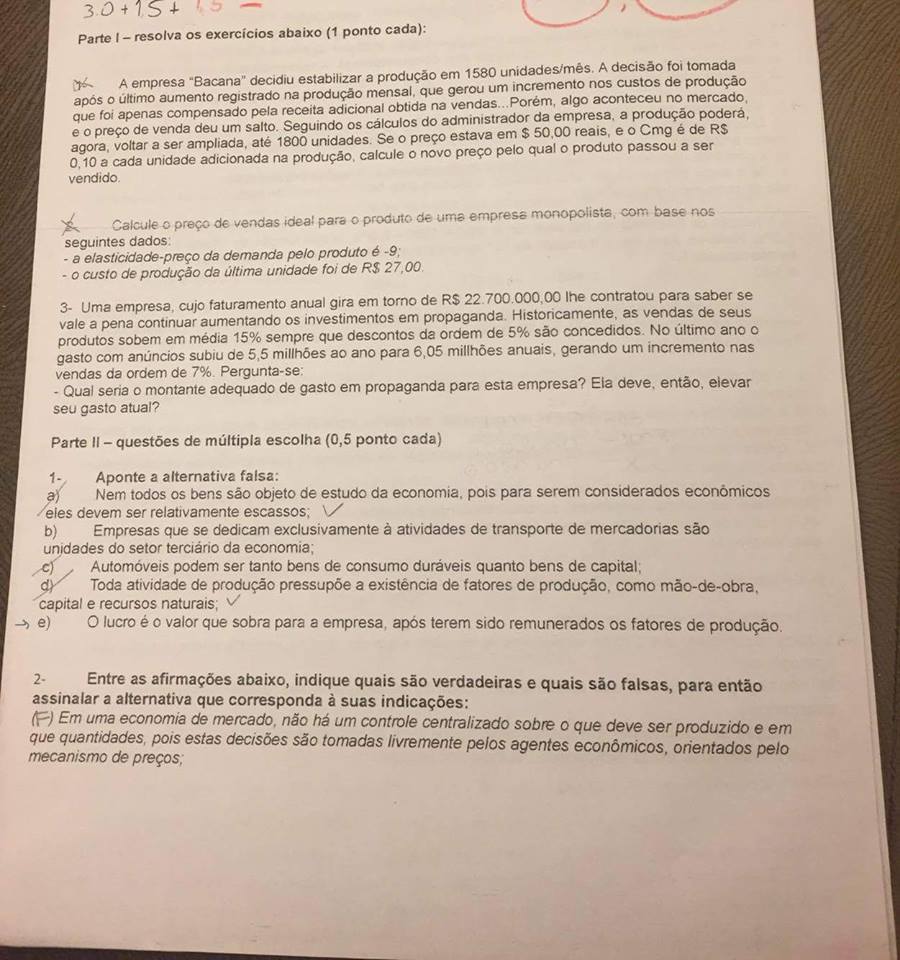 3.0 + 1,5 + 1,5 =
Parte I – resolva os exercícios abaixo (1 ponto cada):
A empresa “Bacana” decidiu estabilizar a produção em 1580 unidades/mês. A decisão foi tomada
após o último aumento registrado na produção mensal, que gerou um incremento nos custos de produção
que foi apenas compensado pela receita adicional obtida na vendas...Porém, algo aconteceu no mercado,
e o preço de venda deu um salto. Seguindo os cálculos do administrador da empresa, a produção poderá,
agora, voltar a ser ampliada, até 1800 unidades. Se o preço estava em $ 50,00 reais, e o Cmg é de R$
0,10 a cada unidade adicionada na produção, calcule o novo preço pelo qual o produto passou a ser
vendido.
Calcule o preço de vendas ideal para o produto de uma empresa monopolista, com base nos
seguintes dados:
- a elasticidade-preço da demanda pelo produto é -9;
- o custo de produção da última unidade foi de R$ 27,00.
3- Uma empresa, cujo faturamento anual gira em torno de R$ 22.700.000,00 lhe contratou para saber se
vale a pena continuar aumentando os investimentos em propaganda. Historicamente, as vendas de seus
produtos sobem em média 15% sempre que descontos da ordem de 5% são concedidos. No último ano o
gasto com anúncios subiu de 5,5 millhões ao ano para 6,05 millhões anuais, gerando um incremento nas
vendas da ordem de 7%. Pergunta-se:
- Qual seria o montante adequado de gasto em propaganda para esta empresa? Ela deve, então, elevar
seu gasto atual?
Parte II – questões de múltipla escolha (0,5 ponto cada)
1- Aponte a alternativa falsa:
a) Nem todos os bens são objeto de estudo da economia, pois para serem considerados econômicos
eles devem ser relativamente escassos;
b) Empresas que se dedicam exclusivamente à atividades de transporte de mercadorias são
unidades do setor terciário da economia;
c) Automóveis podem ser tanto bens de consumo duráveis quanto bens de capital;
d) Toda atividade de produção pressupõe a existência de fatores de produção, como mão-de-obra,
capital e recursos naturais;
→ e) O lucro é o valor que sobra para a empresa, após terem sido remunerados os fatores de produção.
2- Entre as afirmações abaixo, indique quais são verdadeiras e quais são falsas, para então
assinalar a alternativa que corresponda à suas indicações:
(F) Em uma economia de mercado, não há um controle centralizado sobre o que deve ser produzido e em
que quantidades, pois estas decisões são tomadas livremente pelos agentes econômicos, orientados pelo
mecanismo de preços;